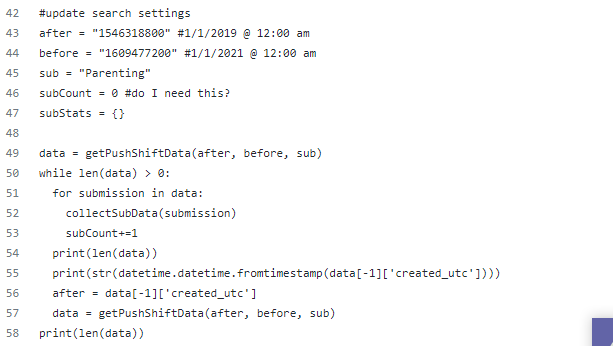 42 #update search settings
43 after = "1546318800" #1/1/2019 @ 12:00 am
44 before = "1609477200" #1/1/2021 @ 12:00 am
45 sub = "Parenting"
46 subCount = 0 #do I need this?
47 subStats = {}
48
49 data = getPushShiftData(after, before, sub)
50 while len(data) > 0:
51   for submission in data:
52     collectSubData(submission)
53     subCount+=1
54   print(len(data))
55   print(str(datetime.datetime.fromtimestamp(data[-1]['created_utc'])))
56   after = data[-1]['created_utc']
57   data = getPushShiftData(after, before, sub)
58 print(len(data))